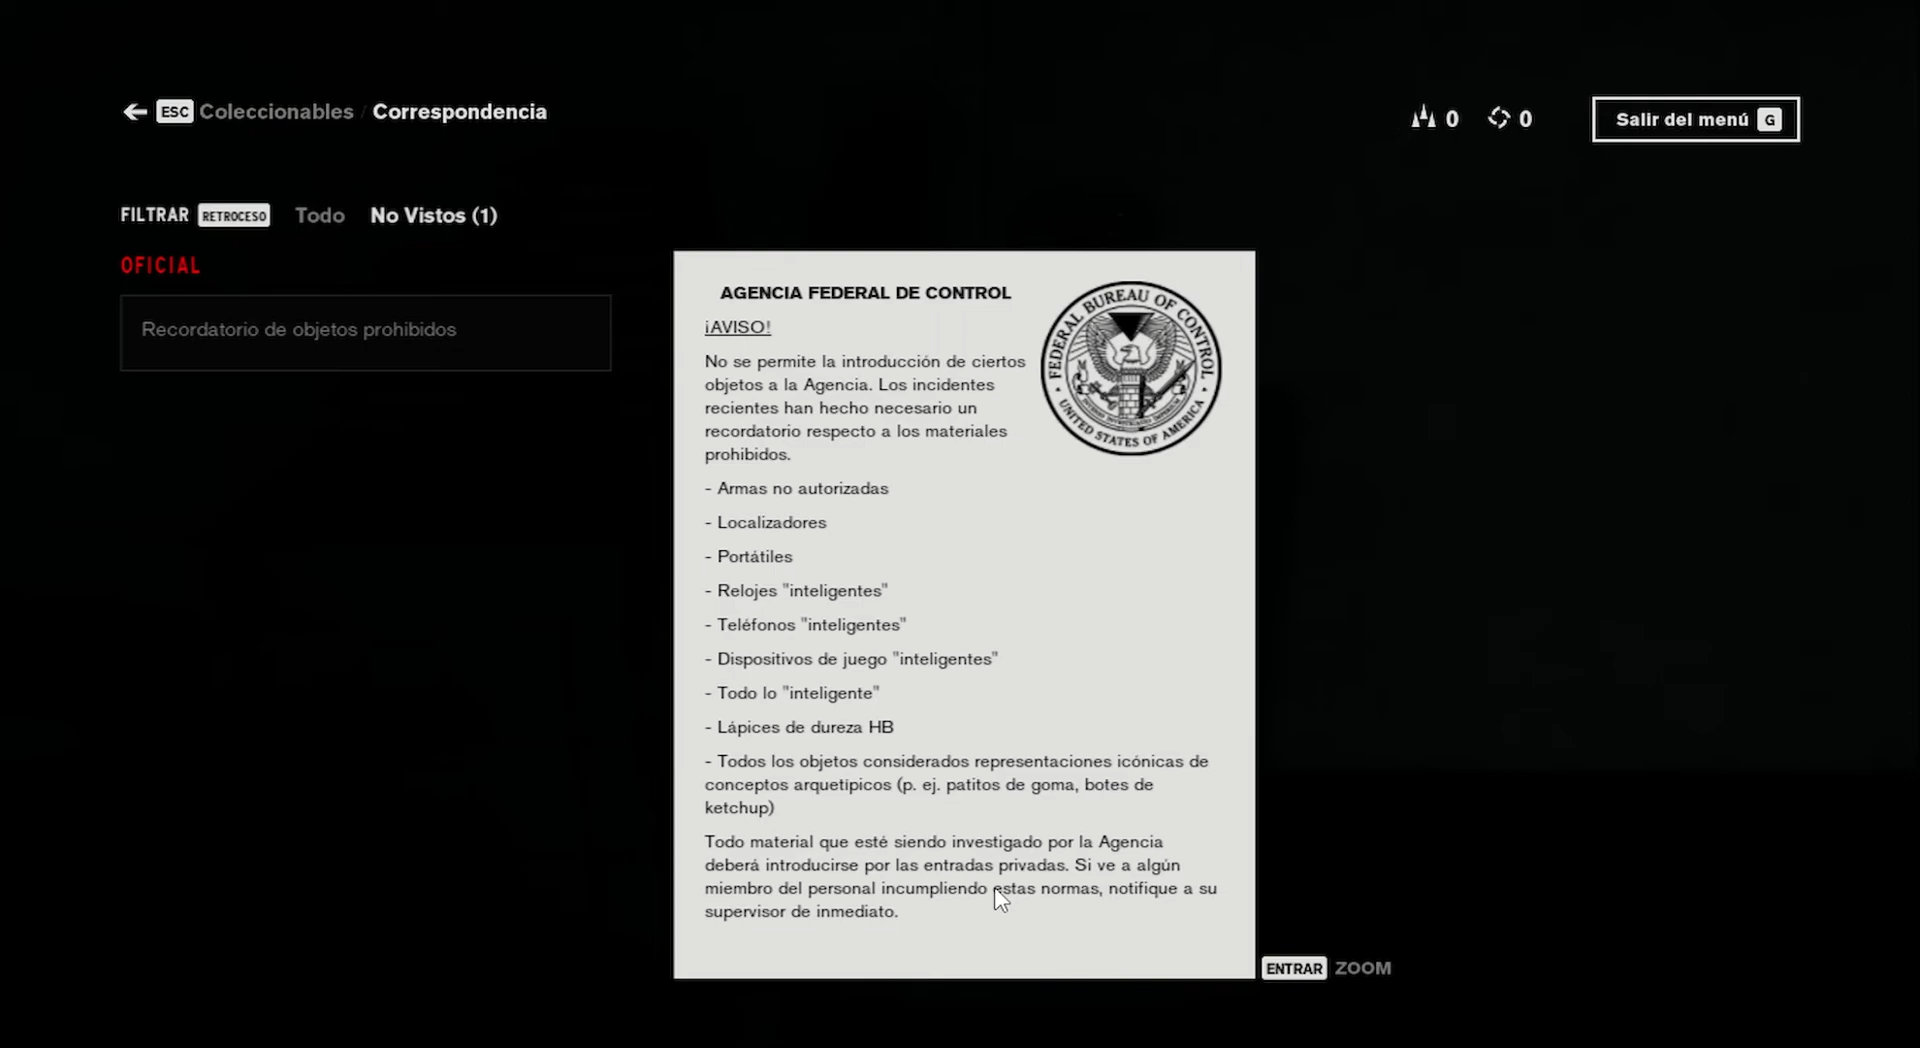 ESC Coleccionables / Correspondencia
0 0 Salir del menú G
FILTRAR RETROCESO Todo No Vistos (1)
OFICIAL
Recordatorio de objetos prohibidos
AGENCIA FEDERAL DE CONTROL
¡AVISO!
No se permite la introducción de ciertos
objetos a la Agencia. Los incidentes
recientes han hecho necesario un
recordatorio respecto a los materiales
prohibidos.
FEDERAL BUREAU OF CONTROL
UNITED STATES OF AMERICA
- Armas no autorizadas
- Localizadores
- Portátiles
- Relojes "inteligentes"
- Teléfonos "inteligentes"
- Dispositivos de juego "inteligentes"
- Todo lo "inteligente"
- Lápices de dureza HB
- Todos los objetos considerados representaciones icónicas de
conceptos arquetípicos (p. ej. patitos de goma, botes de
ketchup)
Todo material que esté siendo investigado por la Agencia
deberá introducirse por las entradas privadas. Si ve a algún
miembro del personal incumpliendo estas normas, notifique a su
supervisor de inmediato.
ENTRAR ZOOM